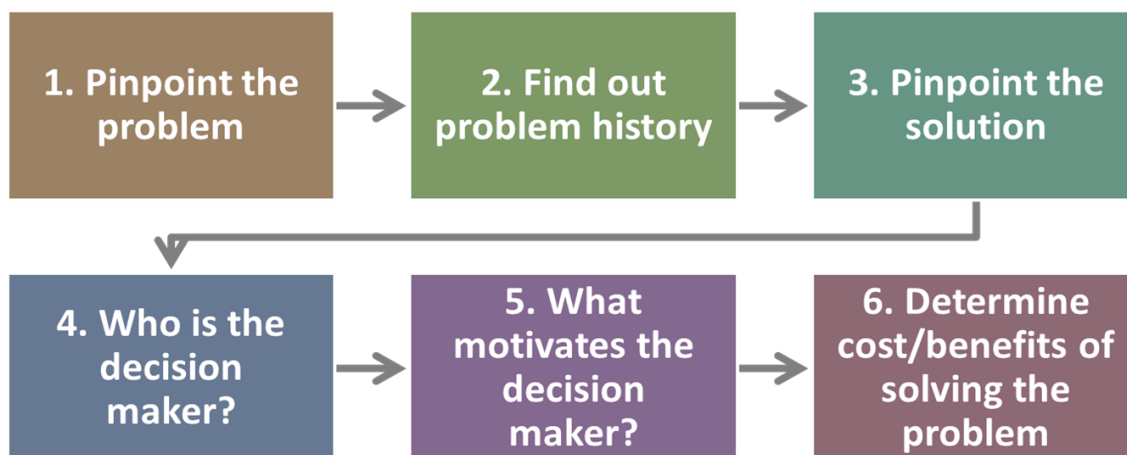 1. Pinpoint the
problem
2. Find out
problem history
3. Pinpoint the
solution
4. Who is the
decision
maker?
5. What
motivates the
decision
maker?
6. Determine
cost/benefits of
solving the
problem